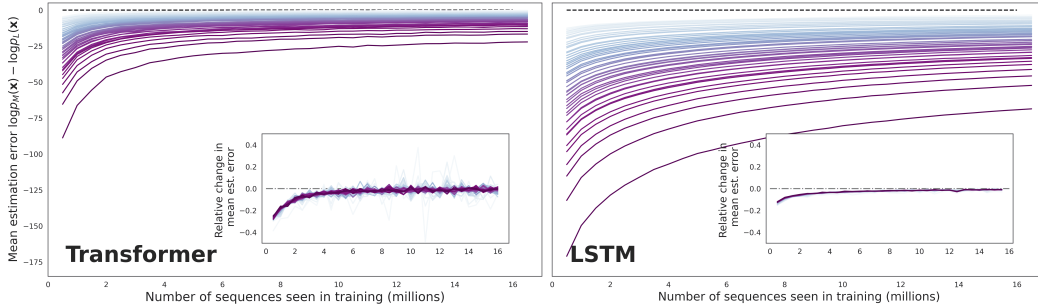 Mean estimation error log p_M(x) − log p_L(x)
0
−25
−50
−75
−100
−125
−150
−175
Relative change in
mean est. error
0.4
0.2
0.0
−0.2
−0.4
0 2 4 6 8 10 12 14 16
Transformer
0 2 4 6 8 10 12 14 16
Number of sequences seen in training (millions)
Relative change in
mean est. error
0.4
0.2
0.0
−0.2
−0.4
0 2 4 6 8 10 12 14 16
LSTM
0 2 4 6 8 10 12 14 16
Number of sequences seen in training (millions)